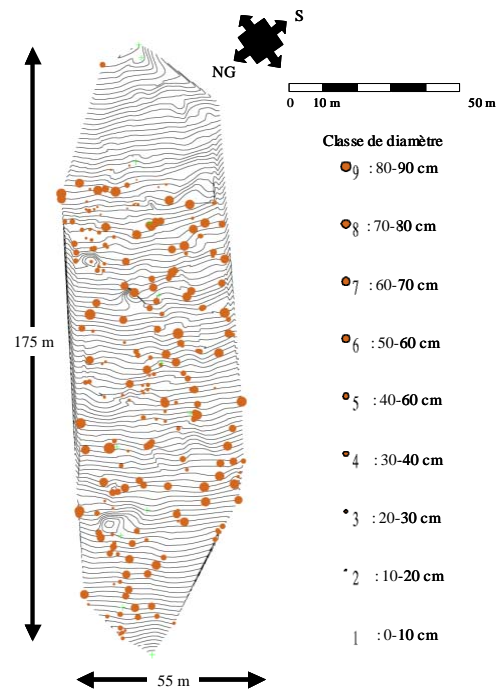 S
NG
0 10 m 50 m
Classe de diamètre
9 : 80-90 cm
8 : 70-80 cm
7 : 60-70 cm
6 : 50-60 cm
175 m
5 : 40-60 cm
4 : 30-40 cm
3 : 20-30 cm
2 : 10-20 cm
1 : 0-10 cm
55 m